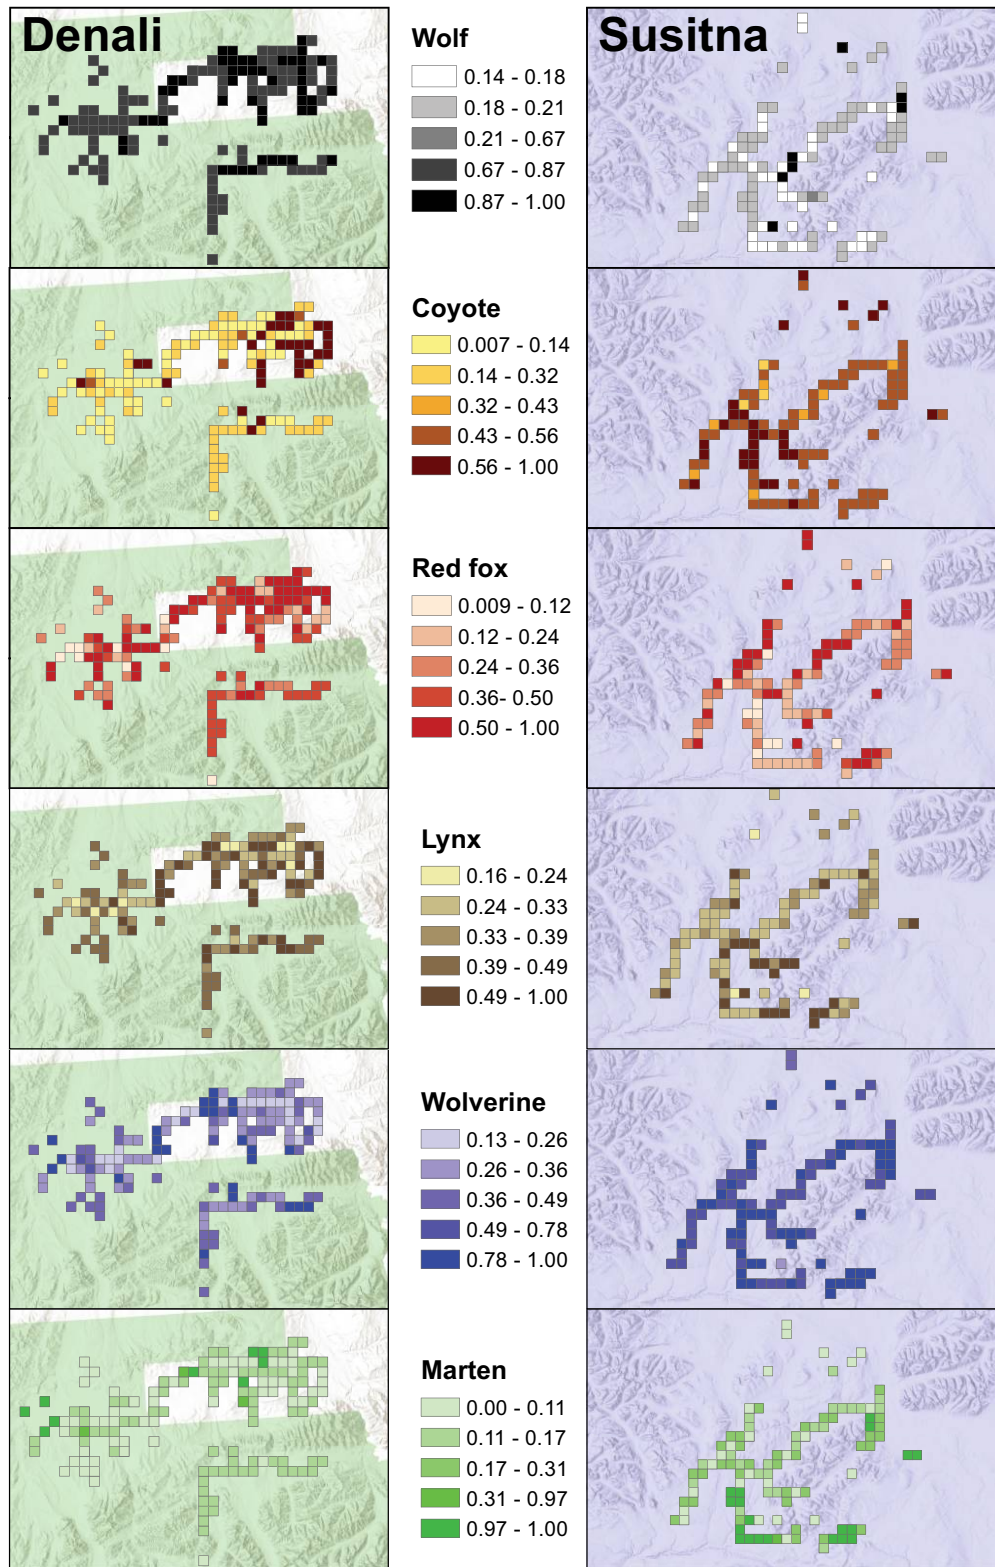 Denali
Susitna
Wolf
0.14 - 0.18
0.18 - 0.21
0.21 - 0.67
0.67 - 0.87
0.87 - 1.00
Coyote
0.007 - 0.14
0.14 - 0.32
0.32 - 0.43
0.43 - 0.56
0.56 - 1.00
Red fox
0.009 - 0.12
0.12 - 0.24
0.24 - 0.36
0.36- 0.50
0.50 - 1.00
Lynx
0.16 - 0.24
0.24 - 0.33
0.33 - 0.39
0.39 - 0.49
0.49 - 1.00
Wolverine
0.13 - 0.26
0.26 - 0.36
0.36 - 0.49
0.49 - 0.78
0.78 - 1.00
Marten
0.00 - 0.11
0.11 - 0.17
0.17 - 0.31
0.31 - 0.97
0.97 - 1.00